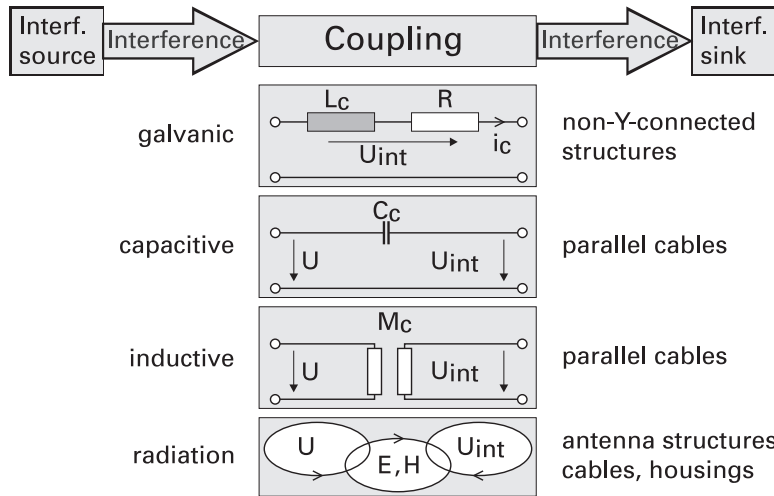 Interf.
source
Interference
Coupling
Interference
Interf.
sink
galvanic
Lc
R
Uint
ic
non-Y-connected
structures
capacitive
Cc
U
Uint
parallel cables
inductive
Mc
U
Uint
parallel cables
radiation
U
E,H
Uint
antenna structures
cables, housings